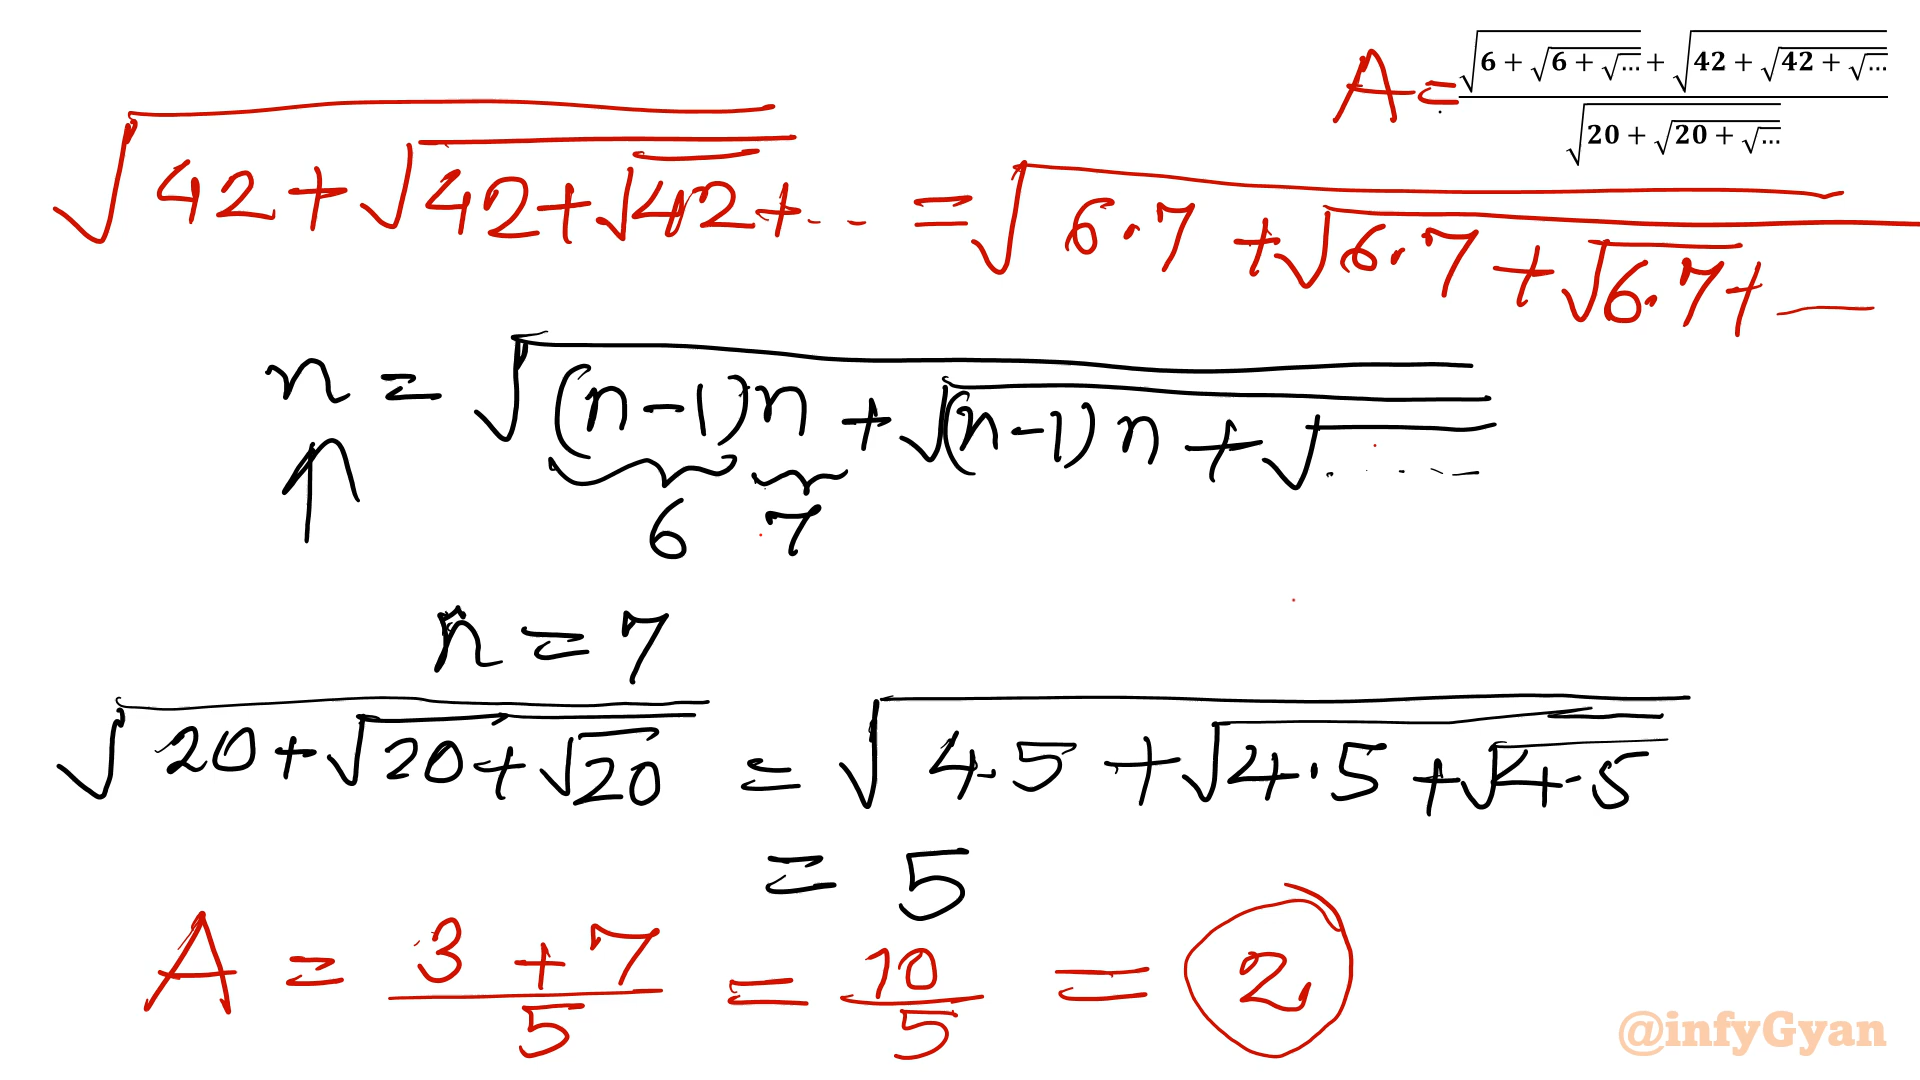 A = (√(6 + √(6 + √...)) + √(42 + √(42 + √...))) / √(20 + √(20 + √...))
√(42 + √(42 + √(42 + ... = √(6.7 + √(6.7 + √(6.7 + ...
n = √((n-1)n + √((n-1)n + √.....
6 7
n = 7
√(20 + √(20 + √20 = √(4.5 + √(4.5 + √(4.5
= 5
A = (3 + 7)/5 = 10/5 = 2
@infyGyan